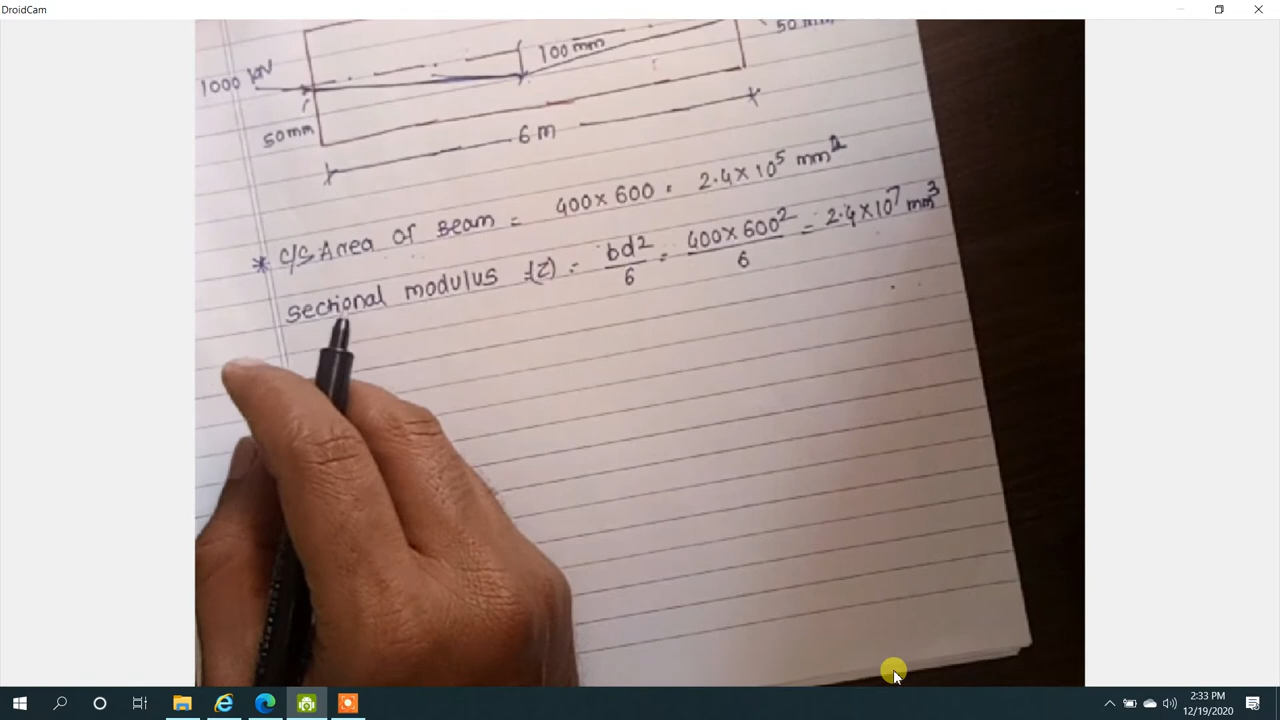 DroidCam
50 mm
100 mm
1000 kN
50mm
6 m
* C/S Area of Beam = 400 × 600 = 2.4 × 10⁵ mm²
Sectional modulus (Z) = bd²/6 = 400 × 600²/6 = 2.4 × 10⁷ mm³
2:33 PM
12/19/2020